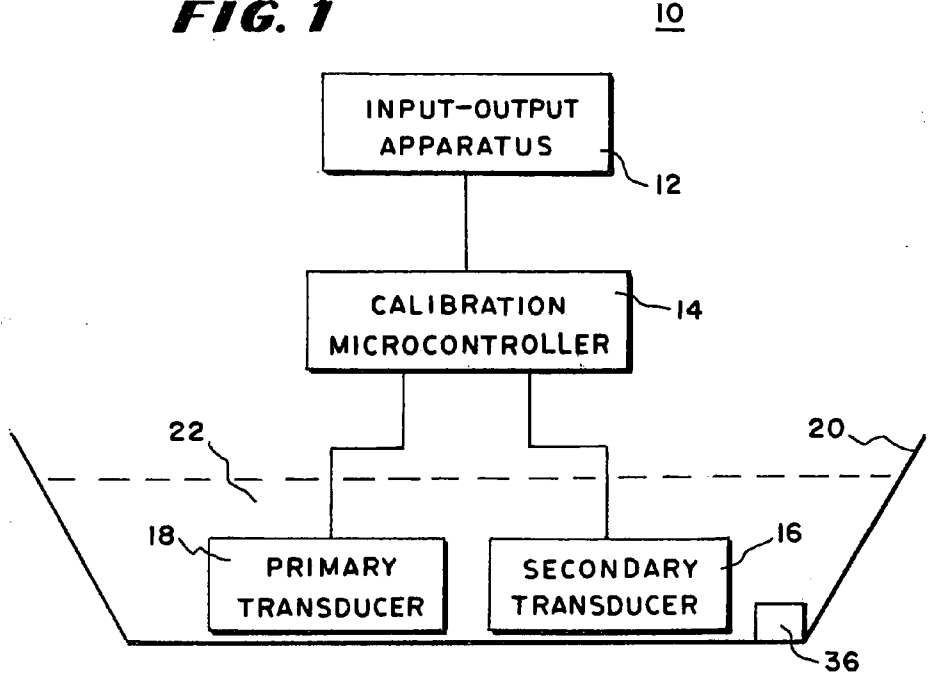 FIG. 1
10
INPUT-OUTPUT
APPARATUS
12
CALIBRATION
MICROCONTROLLER
14
22
20
18
PRIMARY
TRANSDUCER
SECONDARY
TRANSDUCER
16
36